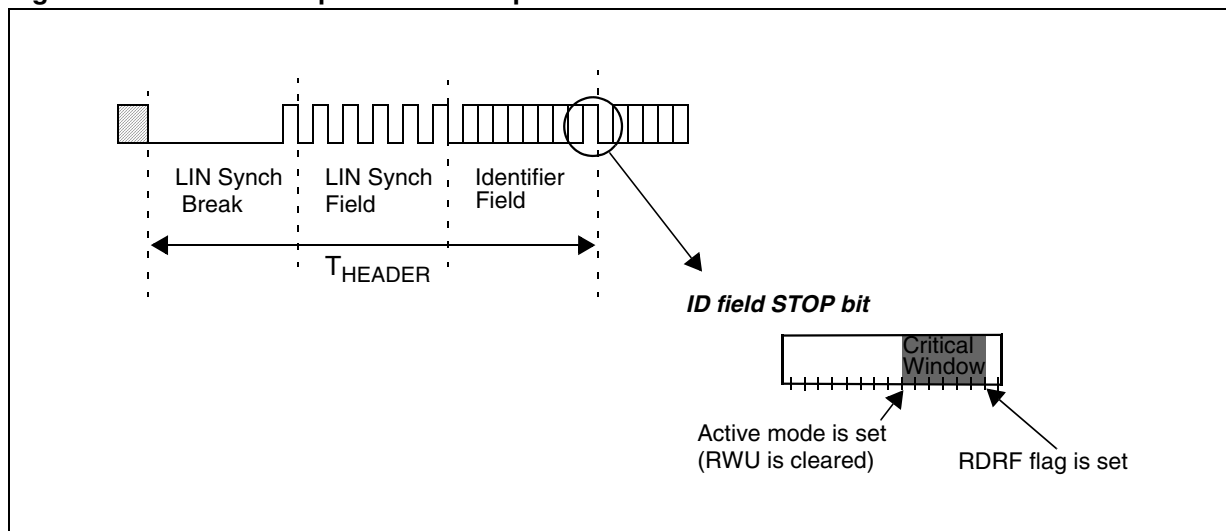 LIN Synch
Break
LIN Synch
Field
Identifier
Field
THEADER
ID field STOP bit
Critical
Window
Active mode is set
(RWU is cleared)
RDRF flag is set